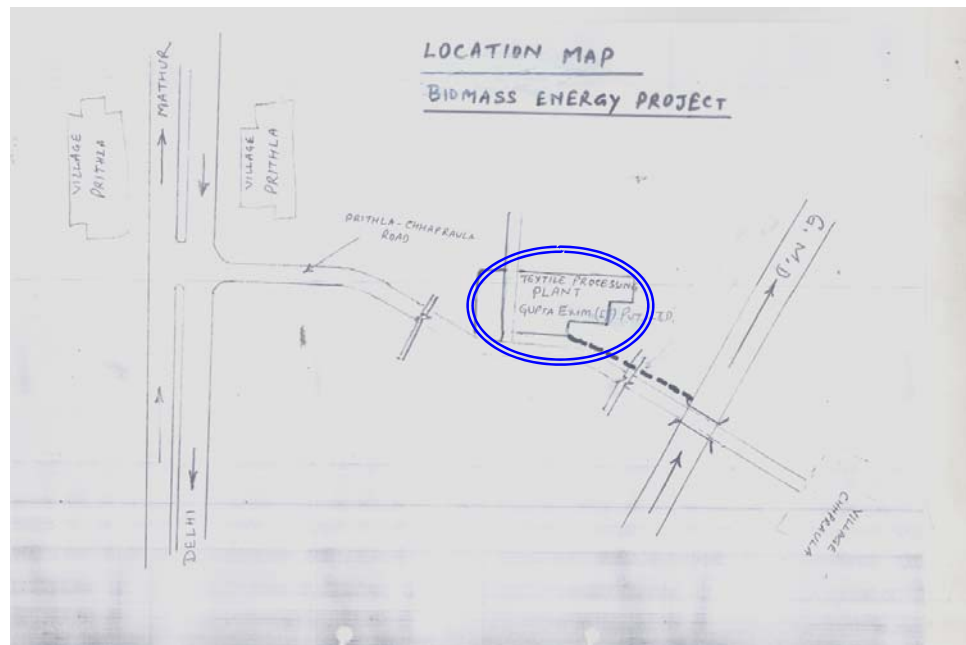 LOCATION MAP
BIOMASS ENERGY PROJECT
MATHUR
VILLAGE
PRITHLA
VILLAGE
PRITHLA
PRITHLA-CHHAPRAULA
ROAD
TEXTILE PROCESSING
PLANT
GUPTA EXIM.(I) PVT. LTD.
G.M.D
DELHI
VILLAGE
CHHPRAULA